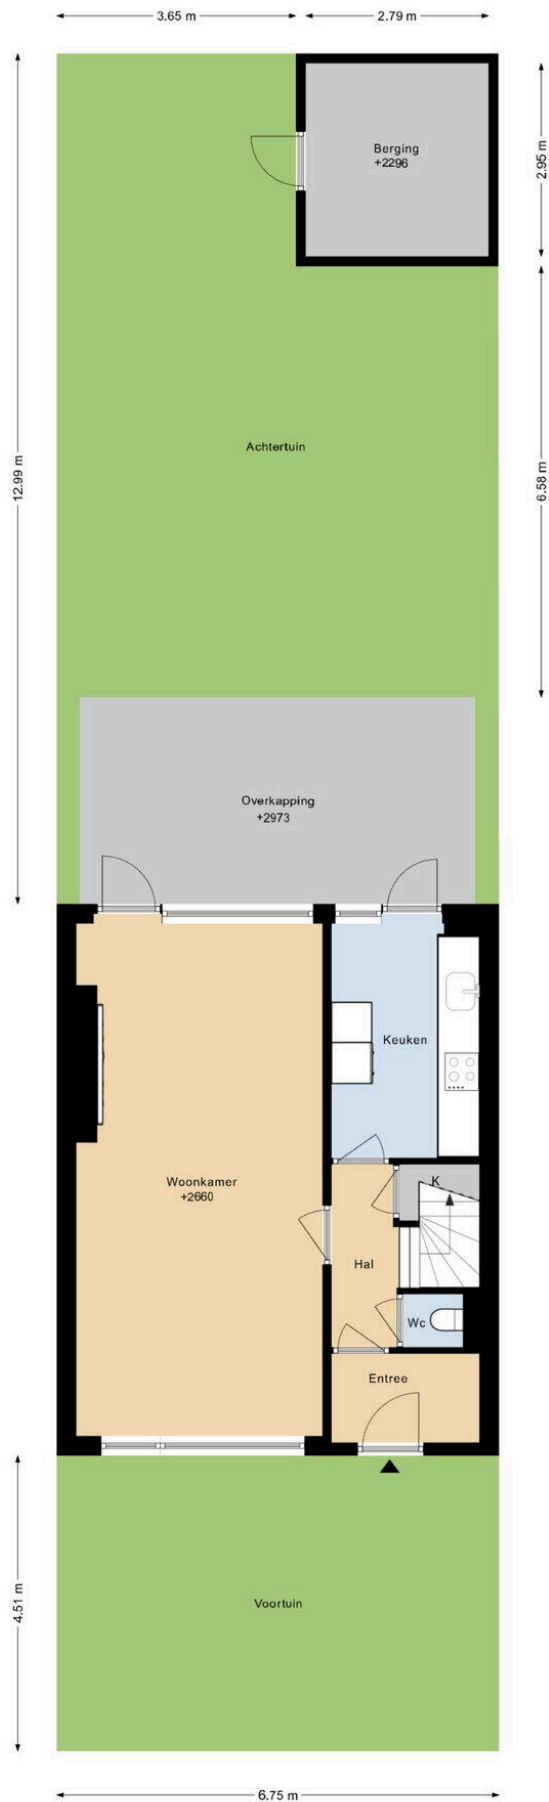 3.65 m
2.79 m
Berging
+2296
2.95 m
Achtertuin
12.99 m
6.58 m
Overkapping
+2973
Keuken
Woonkamer
+2660
K
Hal
Wc
Entree
4.51 m
Voortuin
6.75 m